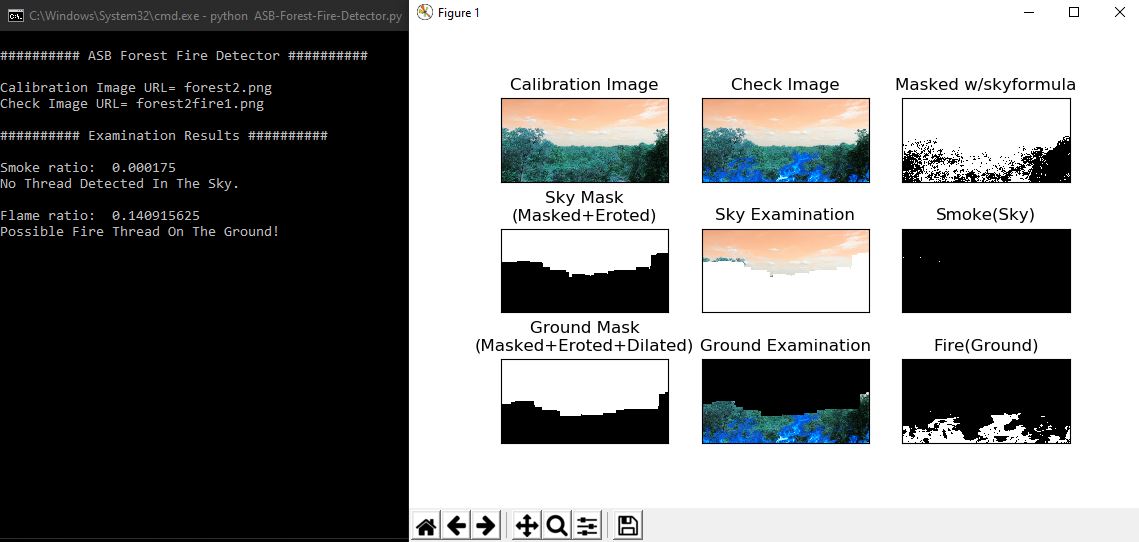 C:\Windows\System32\cmd.exe - python  ASB-Forest-Fire-Detector.py
########## ASB Forest Fire Detector ##########
Calibration Image URL= forest2.png
Check Image URL= forest2fire1.png
########## Examination Results ##########
Smoke ratio:  0.000175
No Thread Detected In The Sky.
Flame ratio:  0.140915625
Possible Fire Thread On The Ground!
Figure 1
Calibration Image
Check Image
Masked w/skyformula
Sky Mask
(Masked+Eroted)
Sky Examination
Smoke(Sky)
Ground Mask
(Masked+Eroted+Dilated)
Ground Examination
Fire(Ground)